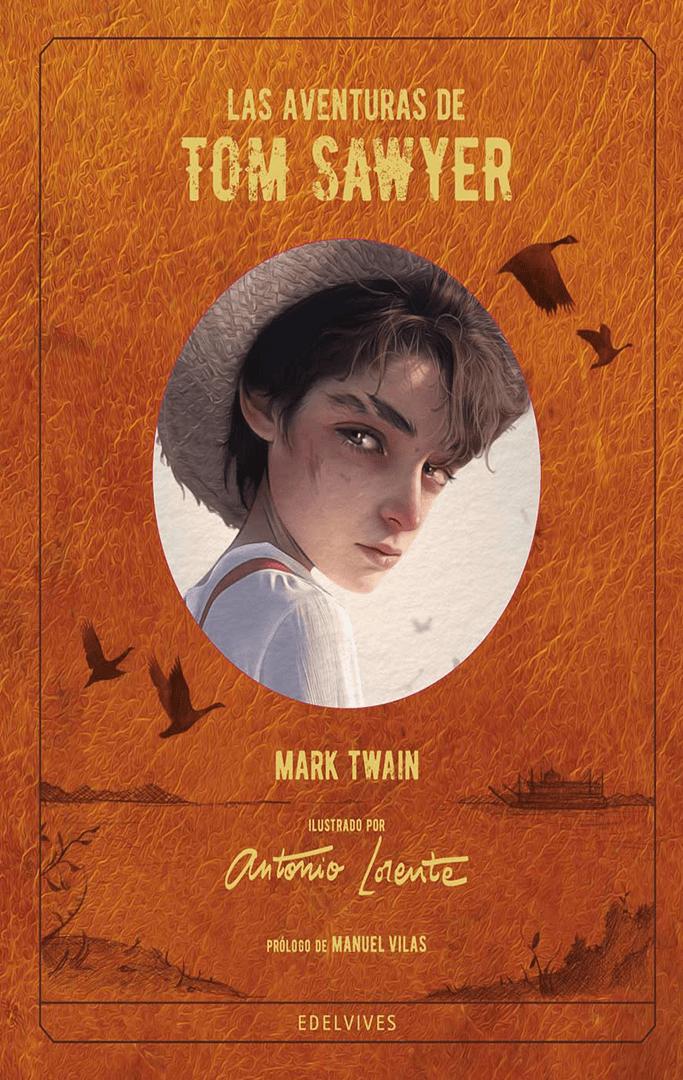 LAS AVENTURAS DE
TOM SAWYER
MARK TWAIN
ILUSTRADO POR
Antonio Lorente
PRÓLOGO DE MANUEL VILAS
EDELVIVES